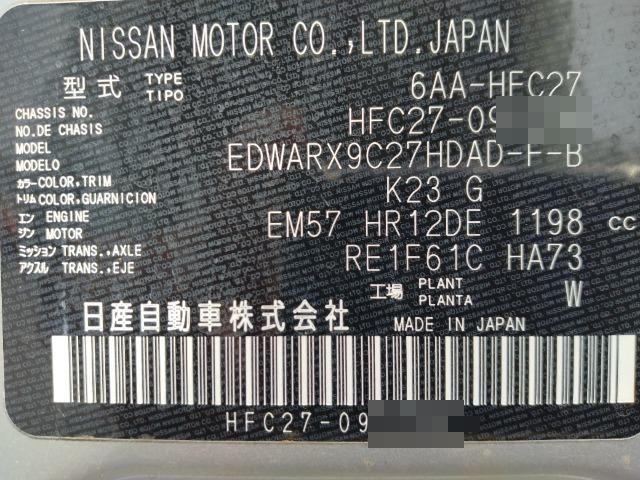 NISSAN MOTOR CO.,LTD.JAPAN
型式 TYPE TIPO 6AA-HFC27
CHASSIS NO. NO.DE CHASIS HFC27-09
MODEL MODELO EDWARX9C27HDAD-F-B
カラー COLOR,TRIM トリム COLOR,GUARNICION K23 G
エン ジン ENGINE MOTOR EM57 HR12DE 1198 CC
ミッション TRANS.,AXLE アクスル TRANS.,EJE RE1F61C HA73
工場 PLANT PLANTA W
日産自動車株式会社 MADE IN JAPAN
HFC27-09